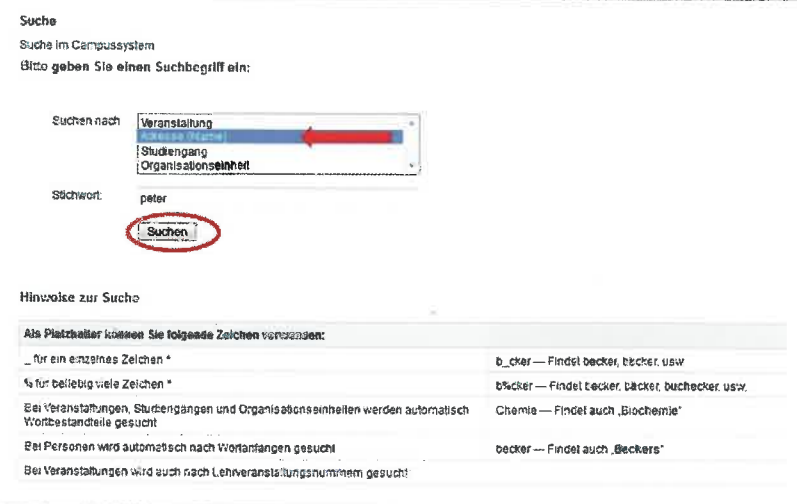 Suche
Suche im Campussystem
Bitte geben Sie einen Suchbegriff ein:
Suchen nach
Veranstaltung
Adresse (Name)
Studiengang
Organisationseinheit
Stichwort:
peter
Suchen
Hinweise zur Suche
Als Platzhalter können Sie folgende Zeichen verwenden:
_ für ein einzelnes Zeichen * b_cker — Findet becker, bäcker, usw
% für beliebig viele Zeichen * b%cker — Findet becker, bäcker, buchecker, usw.
Bei Veranstaltungen, Studiengängen und Organisationseinheiten werden automatisch Chemie — Findet auch „Biochemie"
Wortbestandteile gesucht
Bei Personen wird automatisch nach Wortanfängen gesucht becker — Findet auch „Beckers"
Bei Veranstaltungen wird auch nach Lehrveranstaltungsnummern gesucht